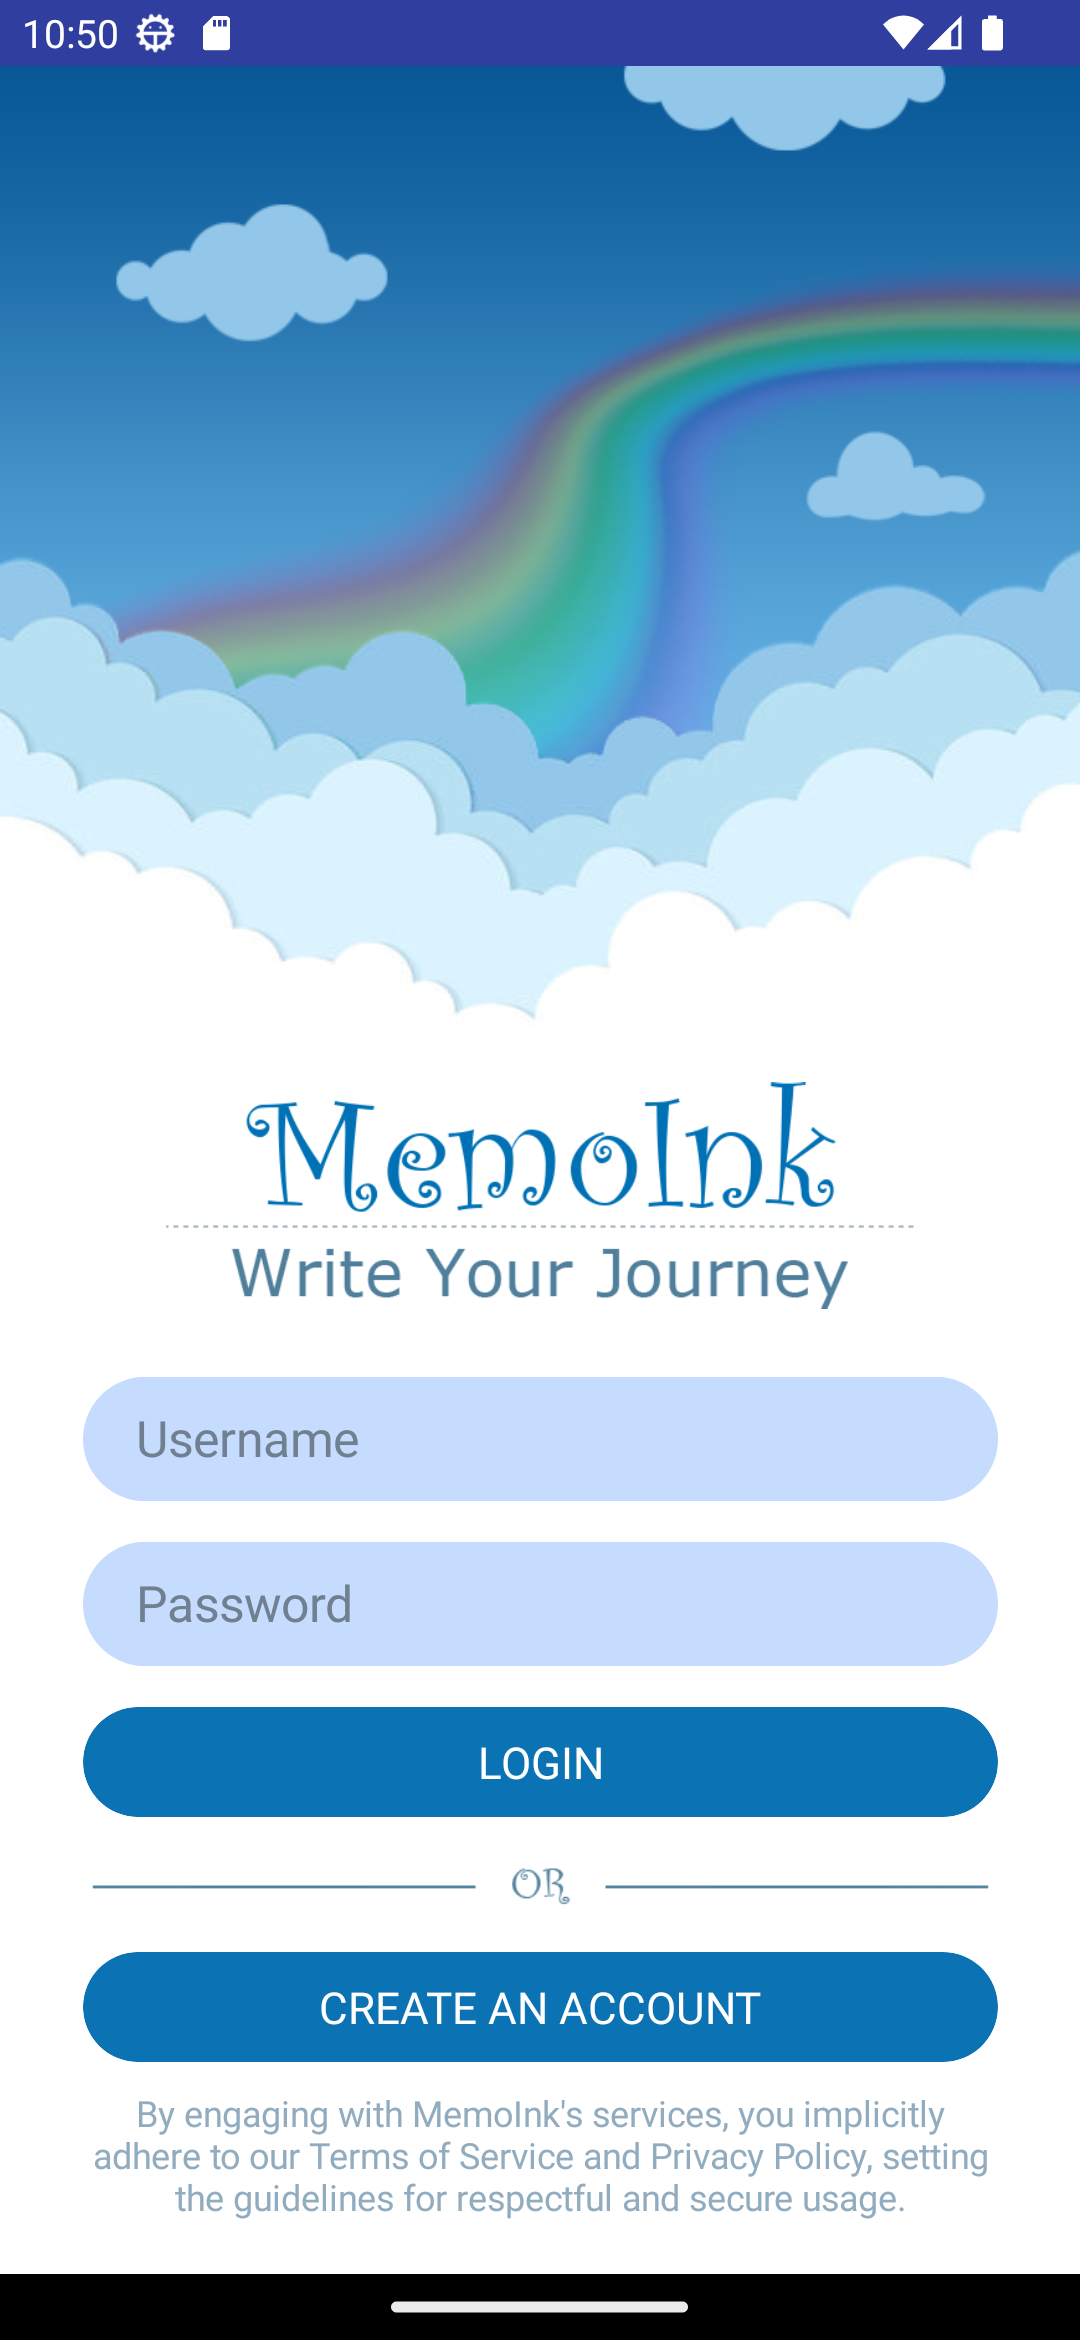 10:50
MemoInk
Write Your Journey
Username
Password
LOGIN
OR
CREATE AN ACCOUNT
By engaging with MemoInk's services, you implicitly
adhere to our Terms of Service and Privacy Policy, setting
the guidelines for respectful and secure usage.